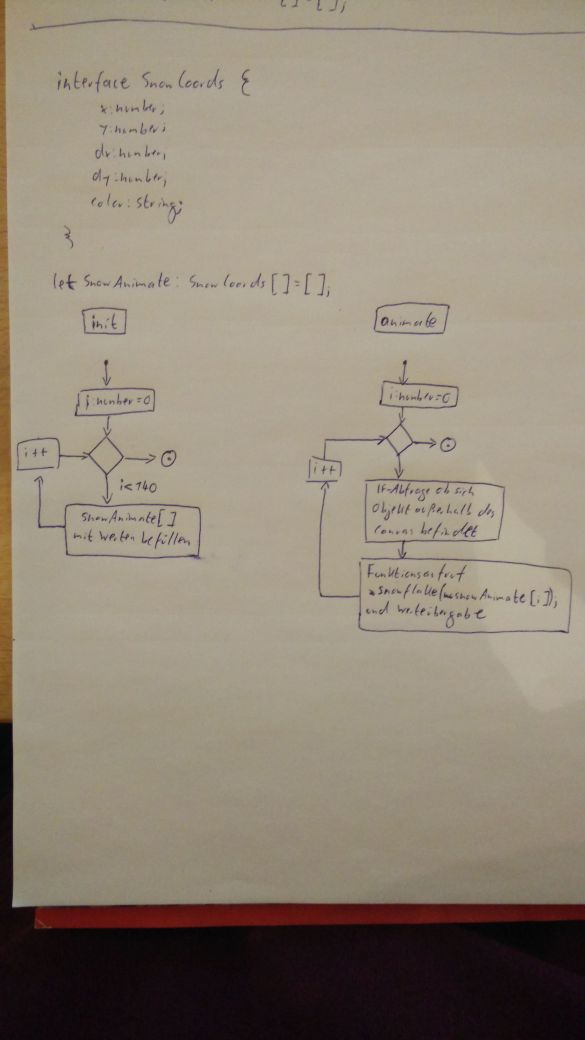 [ ] = [ ];
interface SnowCoords {
x: number;
y: number;
dx: number;
dy: number;
color: string;
}
let SnowAnimate: SnowCoords[] = [];
init
i: number = 0
i++
i < 140
snowAnimate[]
mit Werten befüllen
animate
i: number = 0
i++
If-Abfrage ob sich
Objekt außerhalb des
canvas befindet
Funktionsaufruf
snowflake(snowAnimate[i]);
und Werteübergabe